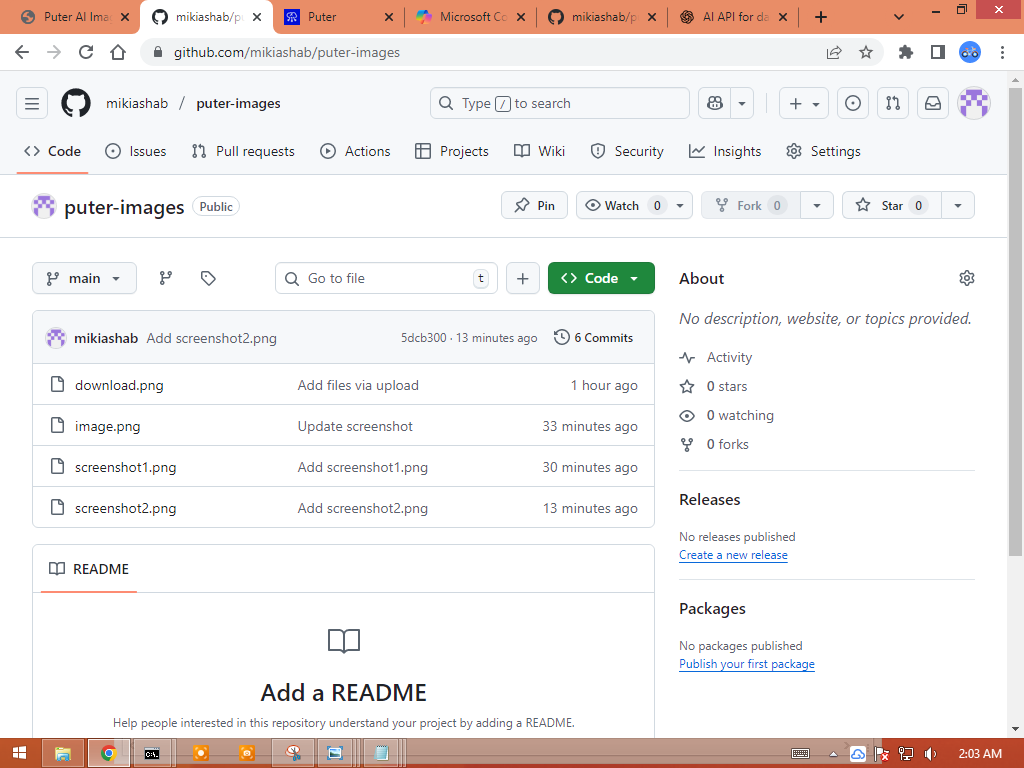 Puter AI Ima
mikiashab/pu
Puter
Microsoft Co
mikiashab/p
AI API for da
github.com/mikiashab/puter-images
mikiashab / puter-images
Type / to search
Code
Issues
Pull requests
Actions
Projects
Wiki
Security
Insights
Settings
puter-images Public
Pin
Watch 0
Fork 0
Star 0
main
Go to file t
Code
mikiashab Add screenshot2.png 5dcb300 · 13 minutes ago 6 Commits
download.png Add files via upload 1 hour ago
image.png Update screenshot 33 minutes ago
screenshot1.png Add screenshot1.png 30 minutes ago
screenshot2.png Add screenshot2.png 13 minutes ago
README
Add a README
Help people interested in this repository understand your project by adding a README.
About
No description, website, or topics provided.
Activity
0 stars
0 watching
0 forks
Releases
No releases published
Create a new release
Packages
No packages published
Publish your first package
2:03 AM